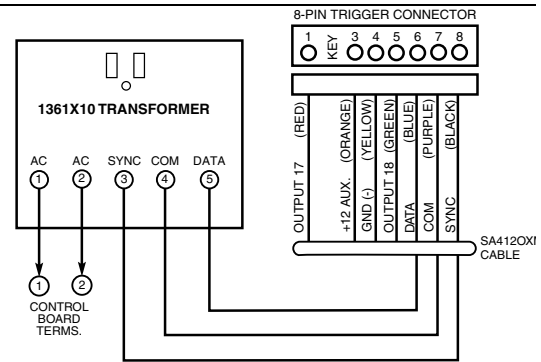 8-PIN TRIGGER CONNECTOR
1 KEY 3 4 5 6 7 8
1361X10 TRANSFORMER
AC AC SYNC COM DATA
1 2 3 4 5
OUTPUT 17 (RED)
+12 AUX. (ORANGE)
GND (-) (YELLOW)
OUTPUT 18 (GREEN)
DATA (BLUE)
COM (PURPLE)
SYNC (BLACK)
CABLE
1 2
CONTROL
BOARD
TERMS.